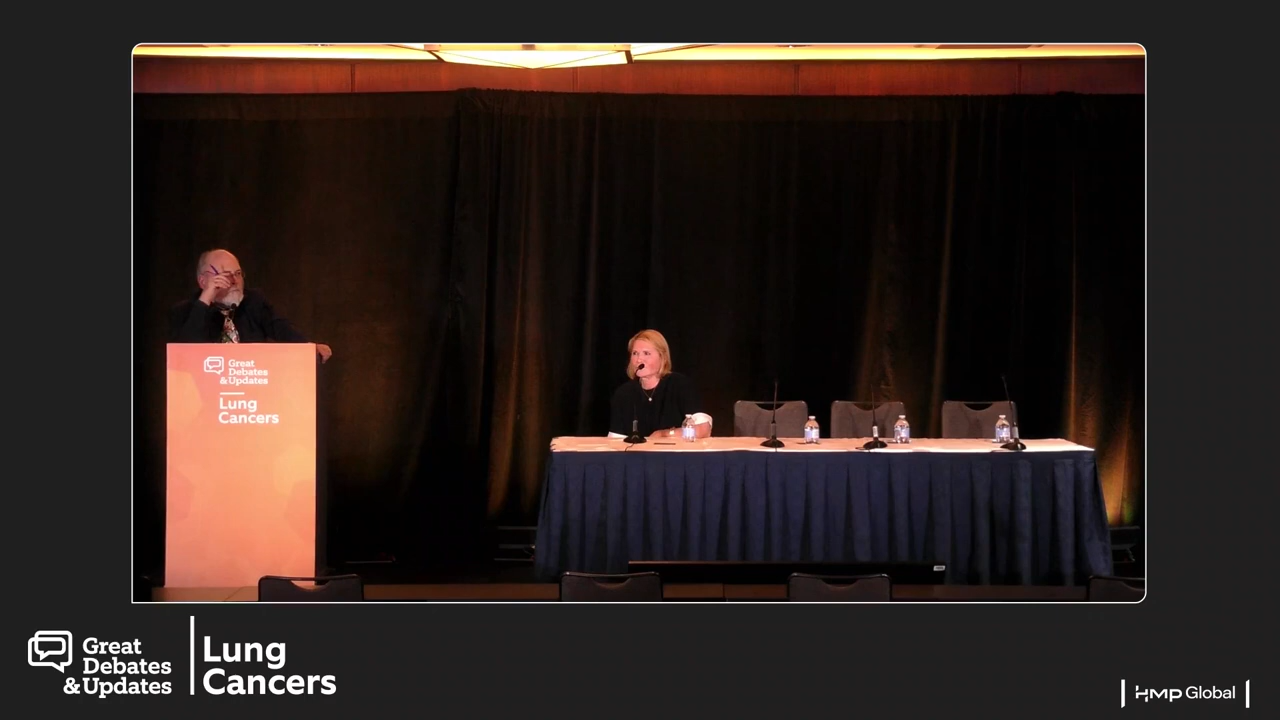 Great
Debates
& Updates
Lung
Cancers
Great
Debates
& Updates
Lung
Cancers
HMP Global